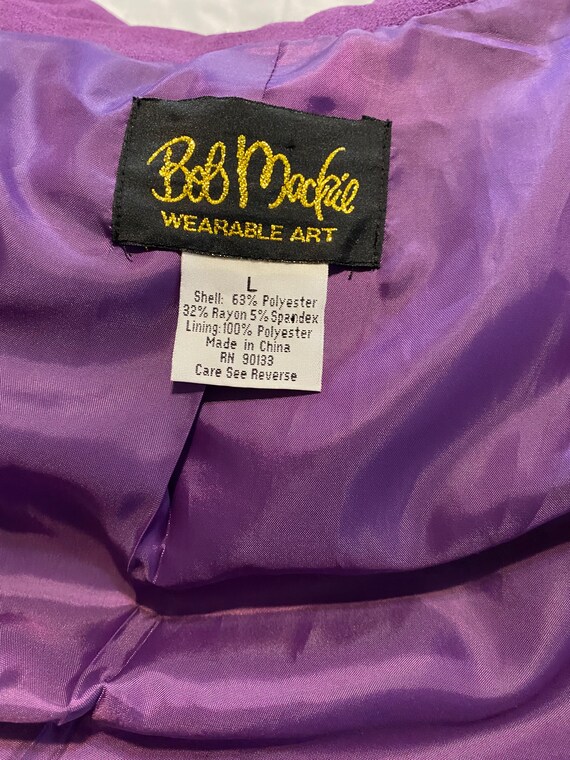 Bob Mackie
WEARABLE ART
L
Shell: 63% Polyester
32% Rayon 5% Spandex
Lining:100% Polyester
Made in China
RN 90133
Care See Reverse